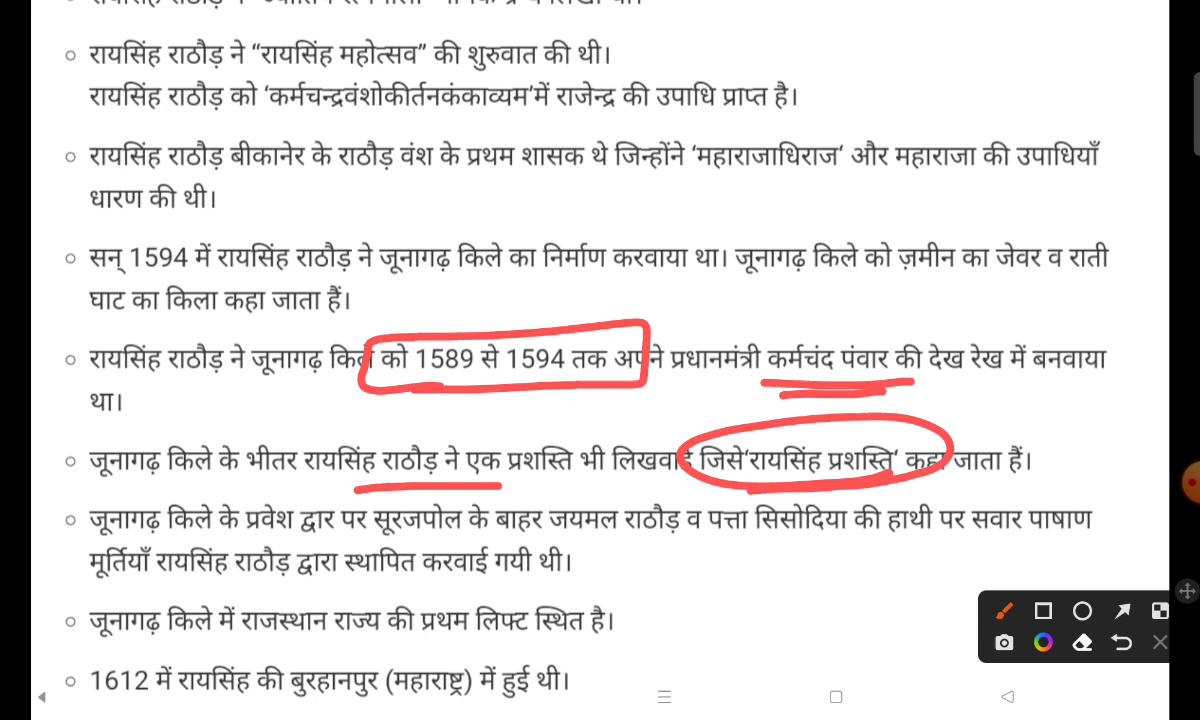 रायसिंह राठौड़ ने “रायसिंह महोत्सव” की शुरुवात की थी।
रायसिंह राठौड़ को ‘कर्मचन्द्रवंशोकीर्तनकंकाव्यम’में राजेन्द्र की उपाधि प्राप्त है।
रायसिंह राठौड़ बीकानेर के राठौड़ वंश के प्रथम शासक थे जिन्होंने ‘महाराजाधिराज‘ और महाराजा की उपाधियाँ
धारण की थी।
सन् 1594 में रायसिंह राठौड़ ने जूनागढ़ किले का निर्माण करवाया था। जूनागढ़ किले को ज़मीन का जेवर व राती
घाट का किला कहा जाता हैं।
रायसिंह राठौड़ ने जूनागढ़ किले को 1589 से 1594 तक अपने प्रधानमंत्री कर्मचंद पंवार की देख रेख में बनवाया
था।
जूनागढ़ किले के भीतर रायसिंह राठौड़ ने एक प्रशस्ति भी लिखवाई जिसे‘रायसिंह प्रशस्ति‘ कहा जाता हैं।
जूनागढ़ किले के प्रवेश द्वार पर सूरजपोल के बाहर जयमल राठौड़ व पत्ता सिसोदिया की हाथी पर सवार पाषाण
मूर्तियाँ रायसिंह राठौड़ द्वारा स्थापित करवाई गयी थी।
जूनागढ़ किले में राजस्थान राज्य की प्रथम लिफ्ट स्थित है।
1612 में रायसिंह की बुरहानपुर (महाराष्ट्र) में हुई थी।